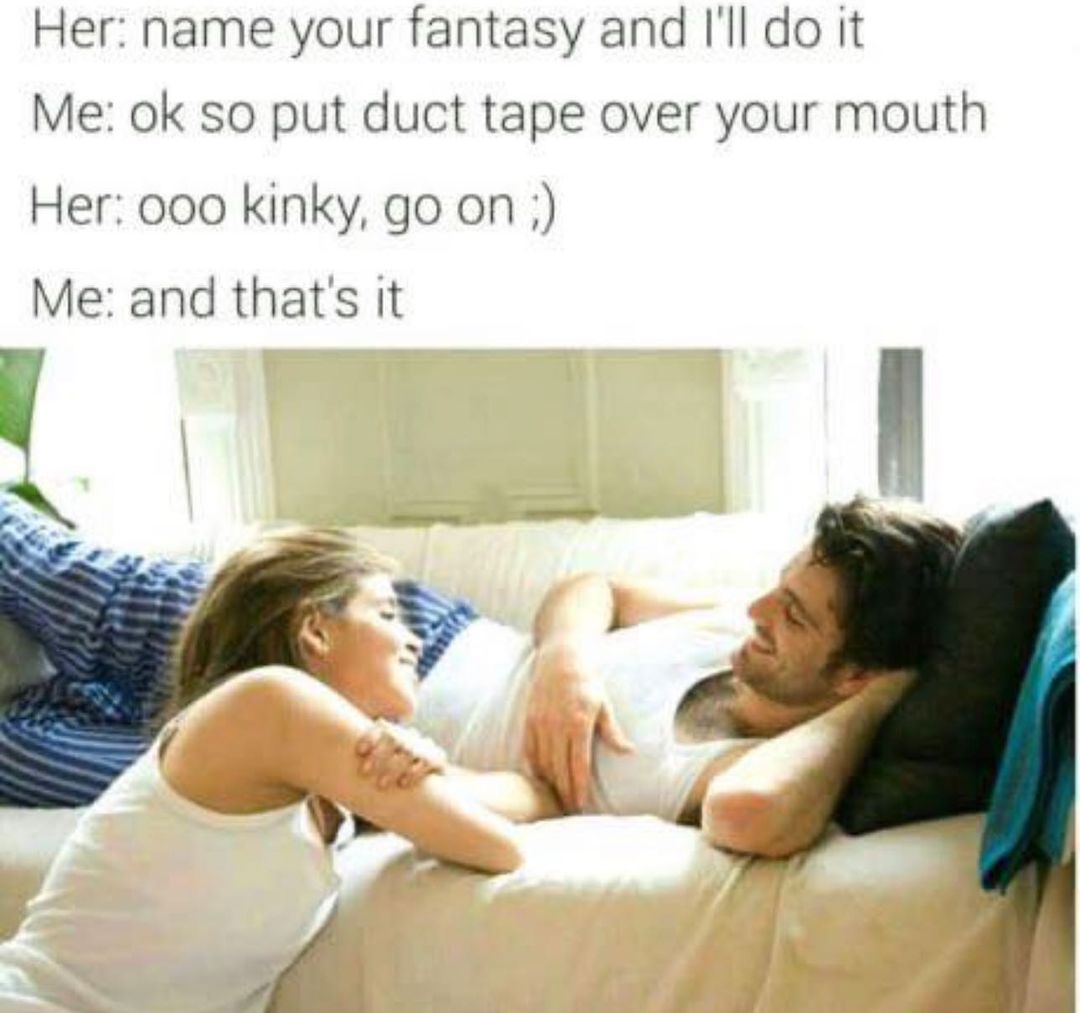 Her: name your fantasy and I'll do it
Me: ok so put duct tape over your mouth
Her: ooo kinky, go on ;)
Me: and that's it